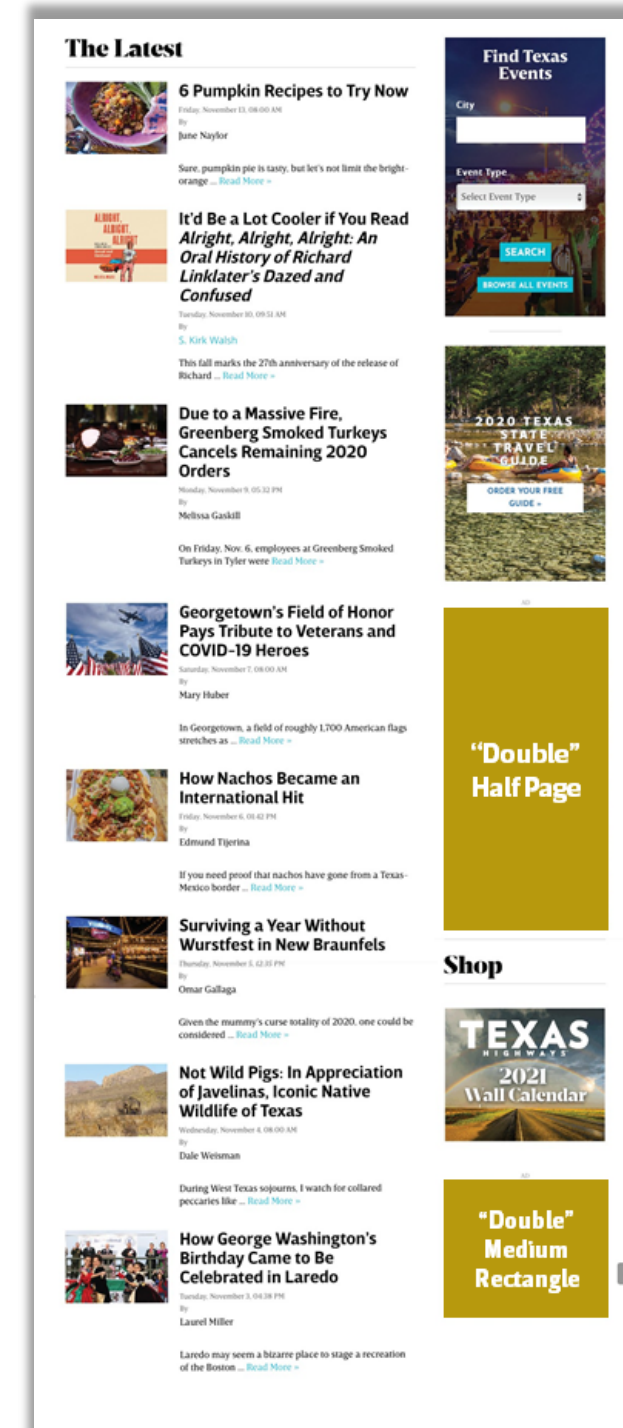 The Latest
6 Pumpkin Recipes to Try Now
Friday, November 13, 08:00 AM
By
June Naylor
Sure, pumpkin pie is tasty, but let's not limit the bright-
orange ... Read More »
ALRIGHT,
ALRIGHT,
ALRIGHT
It'd Be a Lot Cooler if You Read
Alright, Alright, Alright: An
Oral History of Richard
Linklater's Dazed and
Confused
Tuesday, November 10, 09:51 AM
By
S. Kirk Walsh
This fall marks the 27th anniversary of the release of
Richard ... Read More »
Due to a Massive Fire,
Greenberg Smoked Turkeys
Cancels Remaining 2020
Orders
Monday, November 9, 05:32 PM
By
Melissa Gaskill
On Friday, Nov. 6, employees at Greenberg Smoked
Turkeys in Tyler were Read More »
Georgetown's Field of Honor
Pays Tribute to Veterans and
COVID-19 Heroes
Saturday, November 7, 08:00 AM
By
Mary Huber
In Georgetown, a field of roughly 1,700 American flags
stretches as ... Read More »
How Nachos Became an
International Hit
Friday, November 6, 01:42 PM
By
Edmund Tijerina
If you need proof that nachos have gone from a Texas-
Mexico border ... Read More »
Surviving a Year Without
Wurstfest in New Braunfels
Thursday, November 5, 12:35 PM
By
Omar Gallaga
Given the mummy's curse totality of 2020, one could be
considered ... Read More »
Not Wild Pigs: In Appreciation
of Javelinas, Iconic Native
Wildlife of Texas
Wednesday, November 4, 08:00 AM
By
Dale Weisman
During West Texas sojourns, I watch for collared
peccaries like ... Read More »
How George Washington's
Birthday Came to Be
Celebrated in Laredo
Tuesday, November 3, 04:38 PM
By
Laurel Miller
Laredo may seem a bizarre place to stage a recreation
of the Boston ... Read More »
Find Texas
Events
City
Event Type
Select Event Type
SEARCH
BROWSE ALL EVENTS
2020 TEXAS
STATE
TRAVEL
GUIDE
ORDER YOUR FREE
GUIDE »
AD
“Double”
Half Page
Shop
TEXAS
HIGHWAYS
2021
Wall Calendar
AD
“Double”
Medium
Rectangle